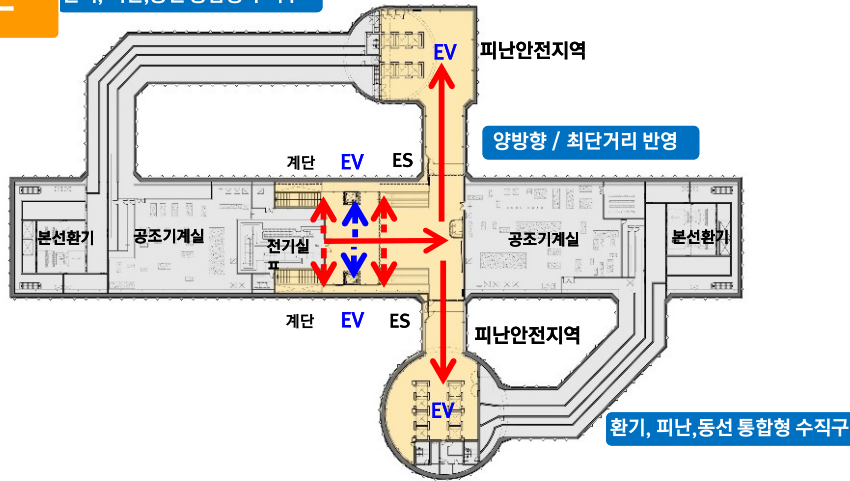 EV
피난안전지역
양방향 / 최단거리 반영
계단 EV ES
본선환기
공조기계실
전기실
공조기계실
본선환기
계단 EV ES
피난안전지역
EV
환기, 피난,동선 통합형 수직구